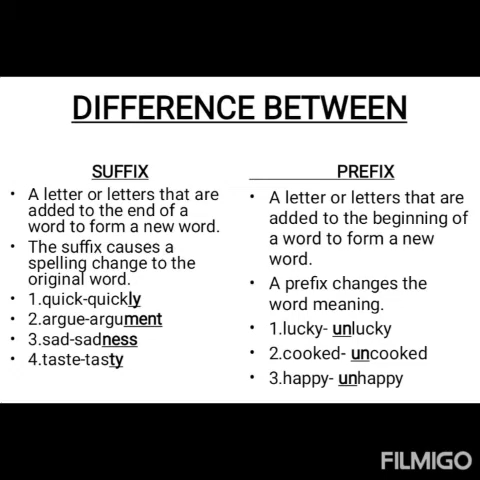 DIFFERENCE BETWEEN
SUFFIX
• A letter or letters that are
added to the end of a
word to form a new word.
• The suffix causes a
spelling change to the
original word.
• 1.quick-quickly
• 2.argue-argument
• 3.sad-sadness
• 4.taste-tasty
PREFIX
• A letter or letters that are
added to the beginning of
a word to form a new
word.
• A prefix changes the
word meaning.
• 1.lucky- unlucky
• 2.cooked- uncooked
• 3.happy- unhappy
FILMIGO